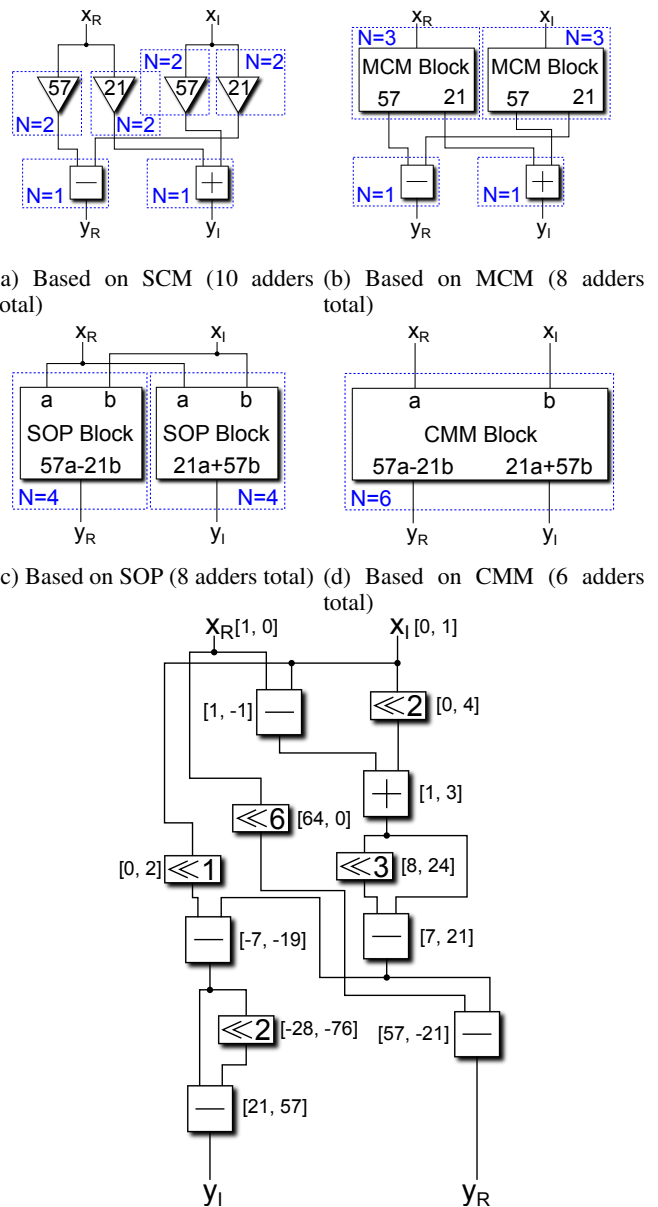 x_R x_I
N=2 N=2
57 21 57 21
N=2 N=2
− +
N=1 N=1
y_R y_I
a) Based on SCM (10 adders
otal)
x_R x_I
N=3 N=3
MCM Block MCM Block
57 21 57 21
− +
N=1 N=1
y_R y_I
(b) Based on MCM (8 adders
total)
x_R x_I
a b a b
SOP Block SOP Block
57a-21b 21a+57b
N=4 N=4
y_R y_I
c) Based on SOP (8 adders total)
x_R x_I
a b
CMM Block
57a-21b 21a+57b
N=6
y_R y_I
(d) Based on CMM (6 adders
total)
x_R [1, 0] x_I [0, 1]
[1, -1] − ≪2 [0, 4]
+ [1, 3]
≪6 [64, 0]
[0, 2] ≪1 ≪3 [8, 24]
− [-7, -19] − [7, 21]
≪2 [-28, -76] [57, -21] −
− [21, 57]
y_I y_R